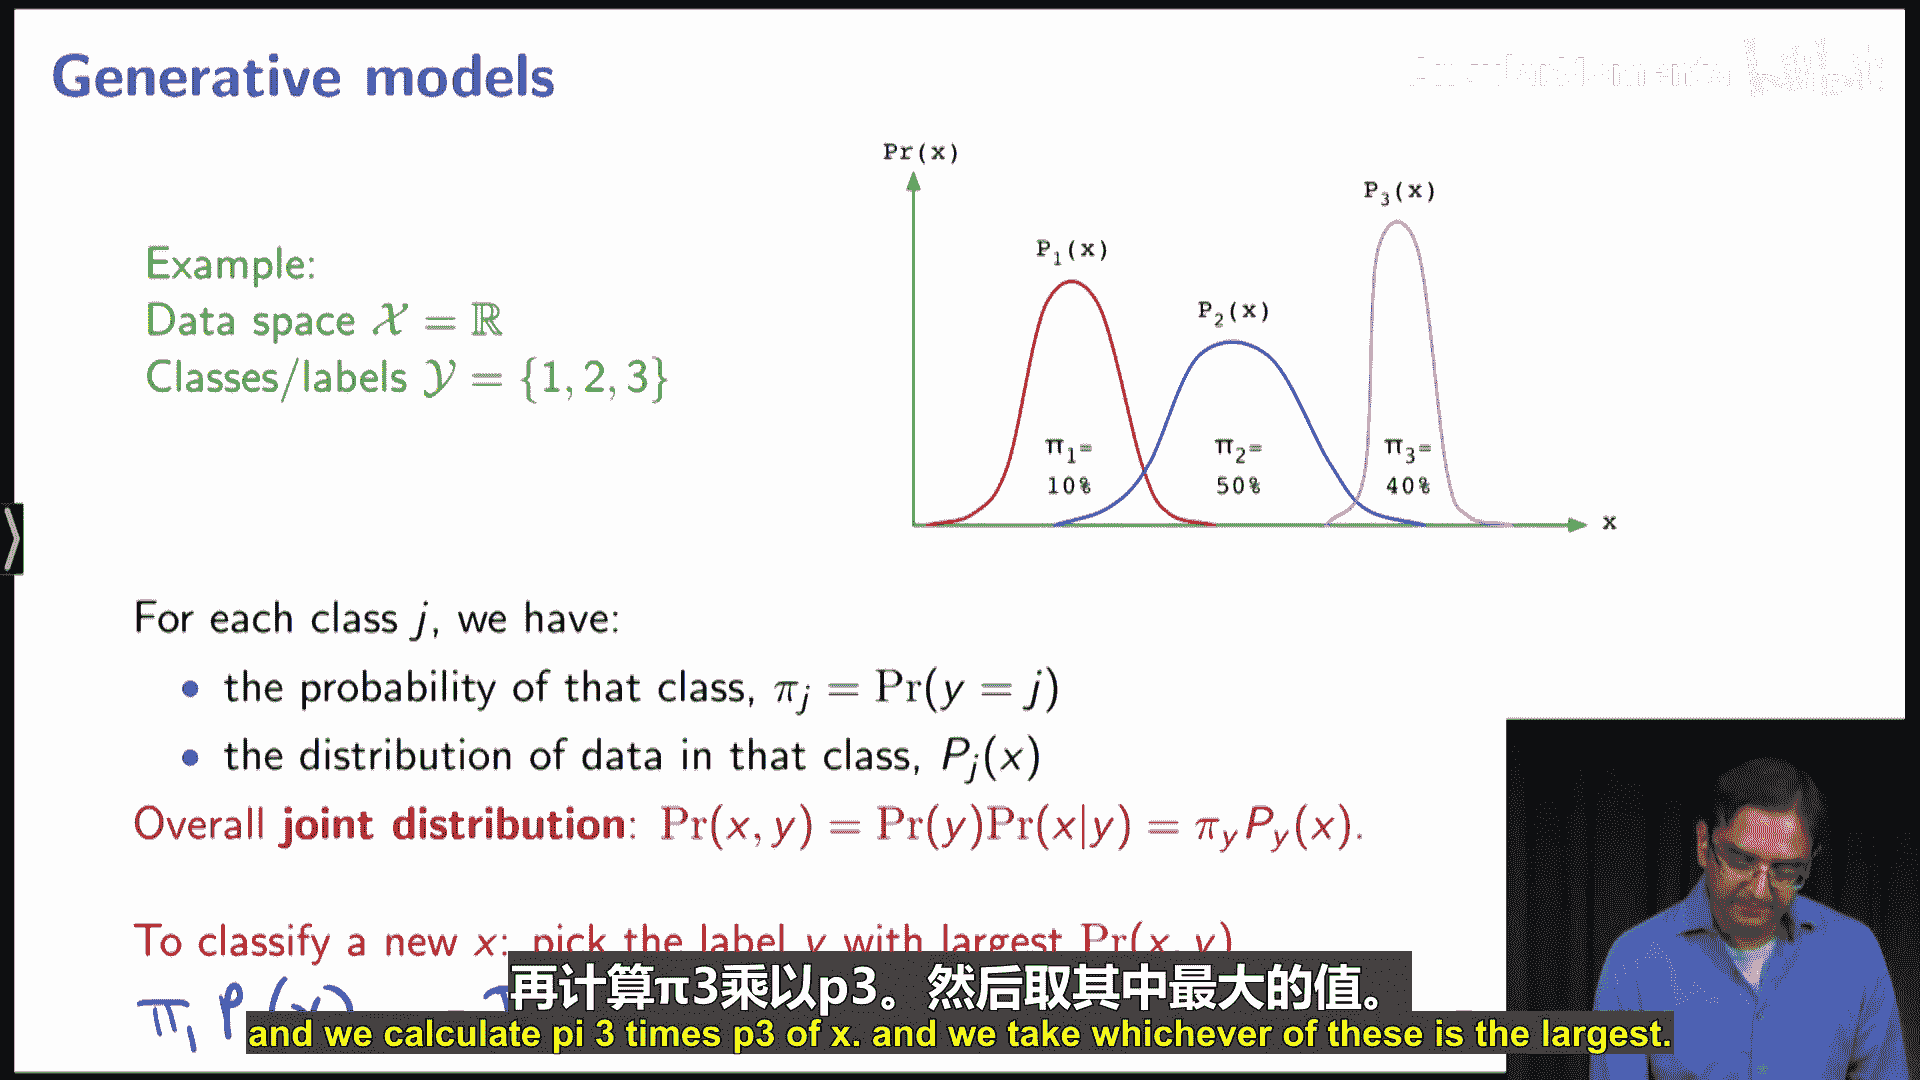 Generative models
Pr(x)
P₃(x)
P₁(x)
P₂(x)
Example:
Data space 𝒳 = ℝ
Classes/labels 𝒴 = {1, 2, 3}
π₁=
10%
π₂=
50%
π₃=
40%
x
For each class j, we have:
• the probability of that class, πⱼ = Pr(y = j)
• the distribution of data in that class, Pⱼ(x)
Overall joint distribution: Pr(x, y) = Pr(y)Pr(x|y) = π_y P_y(x).
To classify a new x: pick the label y with largest Pr(x, y)
π₁ P (x)
再计算π3乘以p3。然后取其中最大的值。
and we calculate pi 3 times p3 of x. and we take whichever of these is the largest.